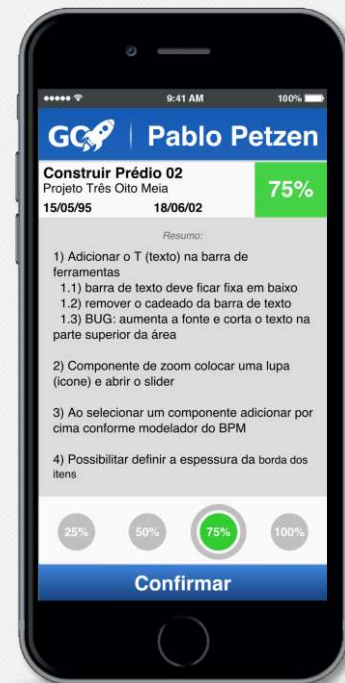 9:41 AM 100%
GO Pablo Petzen
Construir Prédio 02
Projeto Três Oito Meia
75%
15/05/95 18/06/02
Resumo:
1) Adicionar o T (texto) na barra de
ferramentas
1.1) barra de texto deve ficar fixa em baixo
1.2) remover o cadeado da barra de texto
1.3) BUG: aumenta a fonte e corta o texto na
parte superior da área
2) Componente de zoom colocar uma lupa
(icone) e abrir o slider
3) Ao selecionar um componente adicionar por
cima conforme modelador do BPM
4) Possibilitar definir a espessura da borda dos
itens
25% 50% 75% 100%
Confirmar